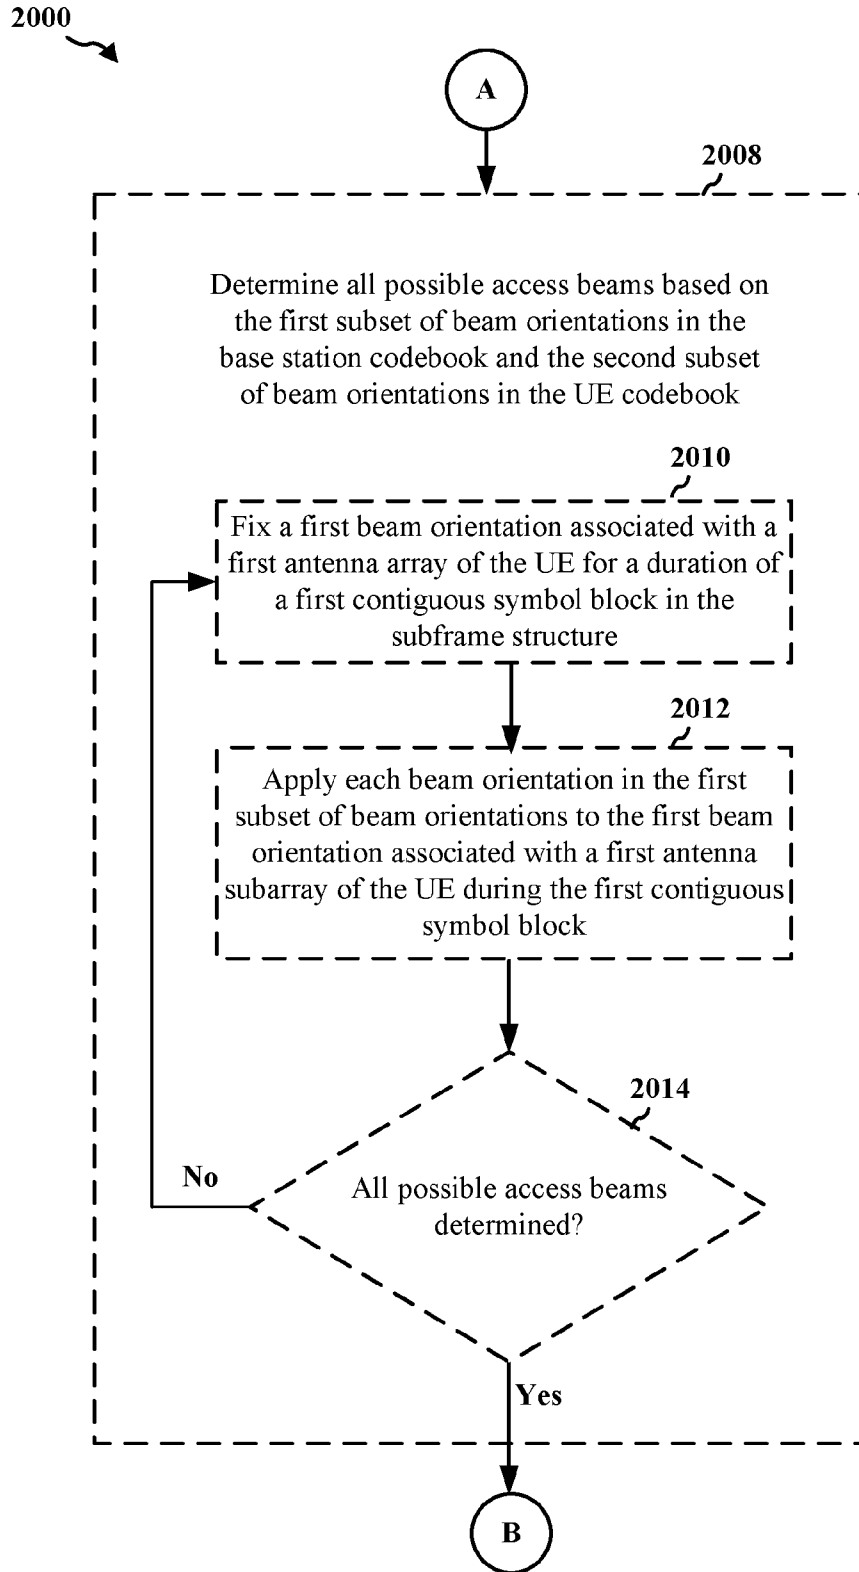 2000
A
2008
Determine all possible access beams based on
the first subset of beam orientations in the
base station codebook and the second subset
of beam orientations in the UE codebook
2010
Fix a first beam orientation associated with a
first antenna array of the UE for a duration of
a first contiguous symbol block in the
subframe structure
2012
Apply each beam orientation in the first
subset of beam orientations to the first beam
orientation associated with a first antenna
subarray of the UE during the first contiguous
symbol block
2014
No
All possible access beams
determined?
Yes
B